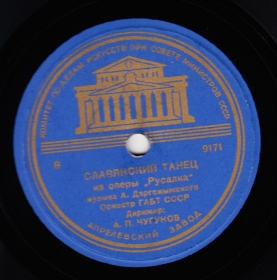 КОМИТЕТ ПО ДЕЛАМ ИСКУССТВ ПРИ СОВЕТЕ МИНИСТРОВ СССР
В
9171
СЛАВЯНСКИЙ ТАНЕЦ
из оперы „Русалка"
музыка А. Даргомыжского
Оркестр ГАБТ СССР
Дирижер:
А. П. ЧУГУНОВ
АПРЕЛЕВСКИЙ ЗАВОД